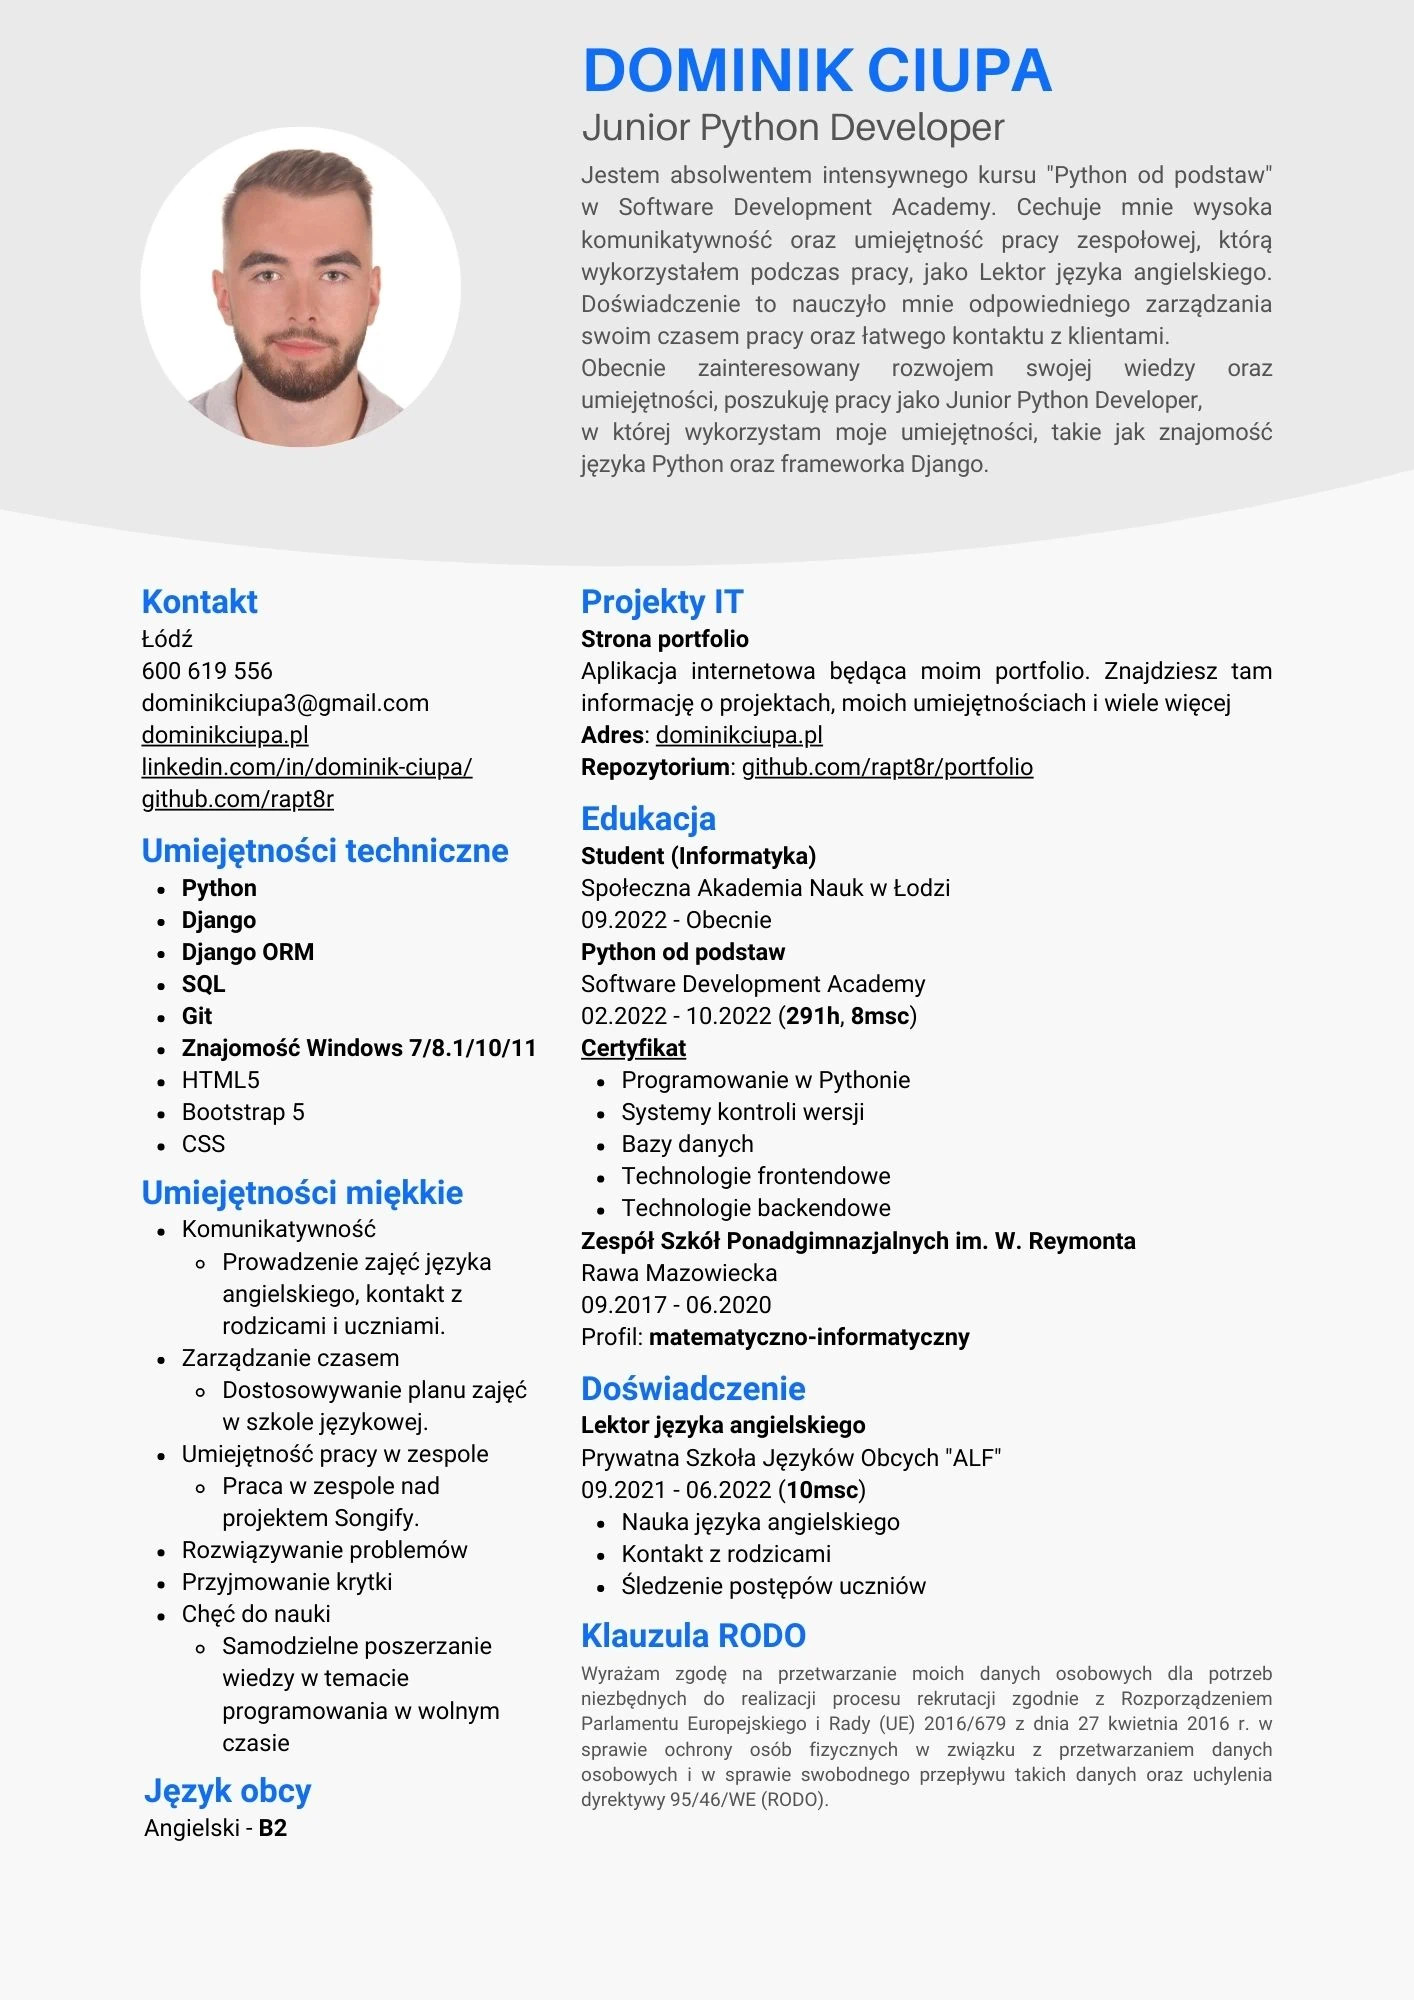 DOMINIK CIUPA
Junior Python Developer
Jestem absolwentem intensywnego kursu "Python od podstaw"
w Software Development Academy. Cechuje mnie wysoka
komunikatywność oraz umiejętność pracy zespołowej, którą
wykorzystałem podczas pracy, jako Lektor języka angielskiego.
Doświadczenie to nauczyło mnie odpowiedniego zarządzania
swoim czasem pracy oraz łatwego kontaktu z klientami.
Obecnie zainteresowany rozwojem swojej wiedzy oraz
umiejętności, poszukuję pracy jako Junior Python Developer,
w której wykorzystam moje umiejętności, takie jak znajomość
języka Python oraz frameworka Django.
Kontakt
Łódź
600 619 556
dominikciupa3@gmail.com
dominikciupa.pl
linkedin.com/in/dominik-ciupa/
github.com/rapt8r
Umiejętności techniczne
• Python
• Django
• Django ORM
• SQL
• Git
• Znajomość Windows 7/8.1/10/11
• HTML5
• Bootstrap 5
• CSS
Umiejętności miękkie
• Komunikatywność
◦ Prowadzenie zajęć języka
angielskiego, kontakt z
rodzicami i uczniami.
• Zarządzanie czasem
◦ Dostosowywanie planu zajęć
w szkole językowej.
• Umiejętność pracy w zespole
◦ Praca w zespole nad
projektem Songify.
• Rozwiązywanie problemów
• Przyjmowanie krytki
• Chęć do nauki
◦ Samodzielne poszerzanie
wiedzy w temacie
programowania w wolnym
czasie
Język obcy
Angielski - B2
Projekty IT
Strona portfolio
Aplikacja internetowa będąca moim portfolio. Znajdziesz tam
informację o projektach, moich umiejętnościach i wiele więcej
Adres: dominikciupa.pl
Repozytorium: github.com/rapt8r/portfolio
Edukacja
Student (Informatyka)
Społeczna Akademia Nauk w Łodzi
09.2022 - Obecnie
Python od podstaw
Software Development Academy
02.2022 - 10.2022 (291h, 8msc)
Certyfikat
• Programowanie w Pythonie
• Systemy kontroli wersji
• Bazy danych
• Technologie frontendowe
• Technologie backendowe
Zespół Szkół Ponadgimnazjalnych im. W. Reymonta
Rawa Mazowiecka
09.2017 - 06.2020
Profil: matematyczno-informatyczny
Doświadczenie
Lektor języka angielskiego
Prywatna Szkoła Języków Obcych "ALF"
09.2021 - 06.2022 (10msc)
• Nauka języka angielskiego
• Kontakt z rodzicami
• Śledzenie postępów uczniów
Klauzula RODO
Wyrażam zgodę na przetwarzanie moich danych osobowych dla potrzeb
niezbędnych do realizacji procesu rekrutacji zgodnie z Rozporządzeniem
Parlamentu Europejskiego i Rady (UE) 2016/679 z dnia 27 kwietnia 2016 r. w
sprawie ochrony osób fizycznych w związku z przetwarzaniem danych
osobowych i w sprawie swobodnego przepływu takich danych oraz uchylenia
dyrektywy 95/46/WE (RODO).